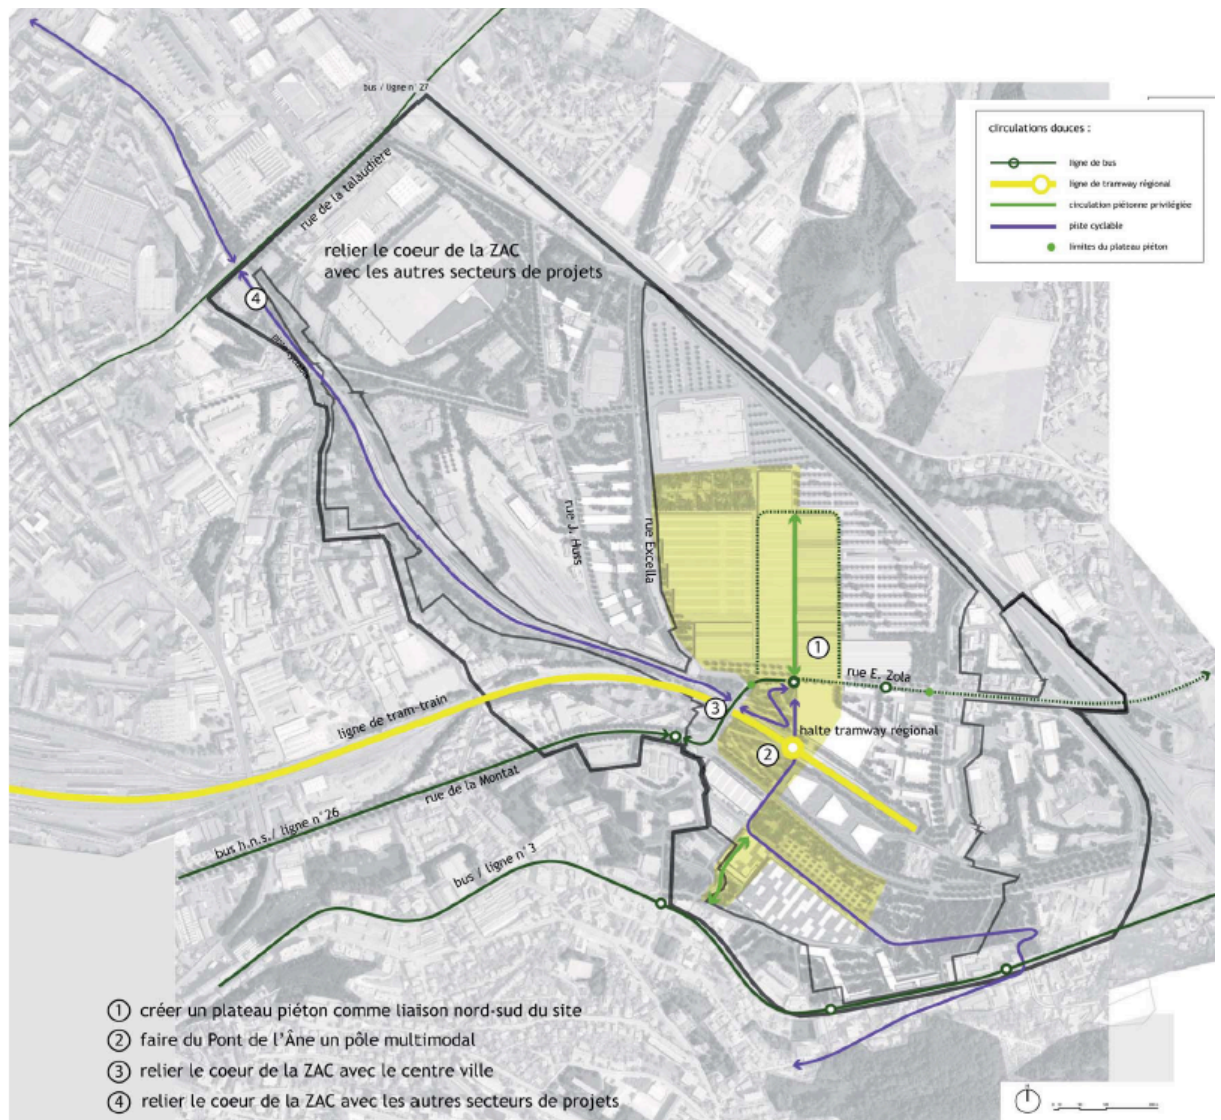 bus / ligne n°27
circulations douces :
ligne de bus
ligne de tramway régional
circulation piétonne privilégiée
piste cyclable
limites du plateau piéton
rue de la talaudière
relier le coeur de la ZAC
avec les autres secteurs de projets
4
rue J. Huss
rue Excella
1
rue E. Zola
3
halte tramway régional
2
ligne de tram-train
rue de la Montat
bus h.n.s./ ligne n°26
bus / ligne n°3
1 créer un plateau piéton comme liaison nord-sud du site
2 faire du Pont de l'Âne un pôle multimodal
3 relier le coeur de la ZAC avec le centre ville
4 relier le coeur de la ZAC avec les autres secteurs de projets